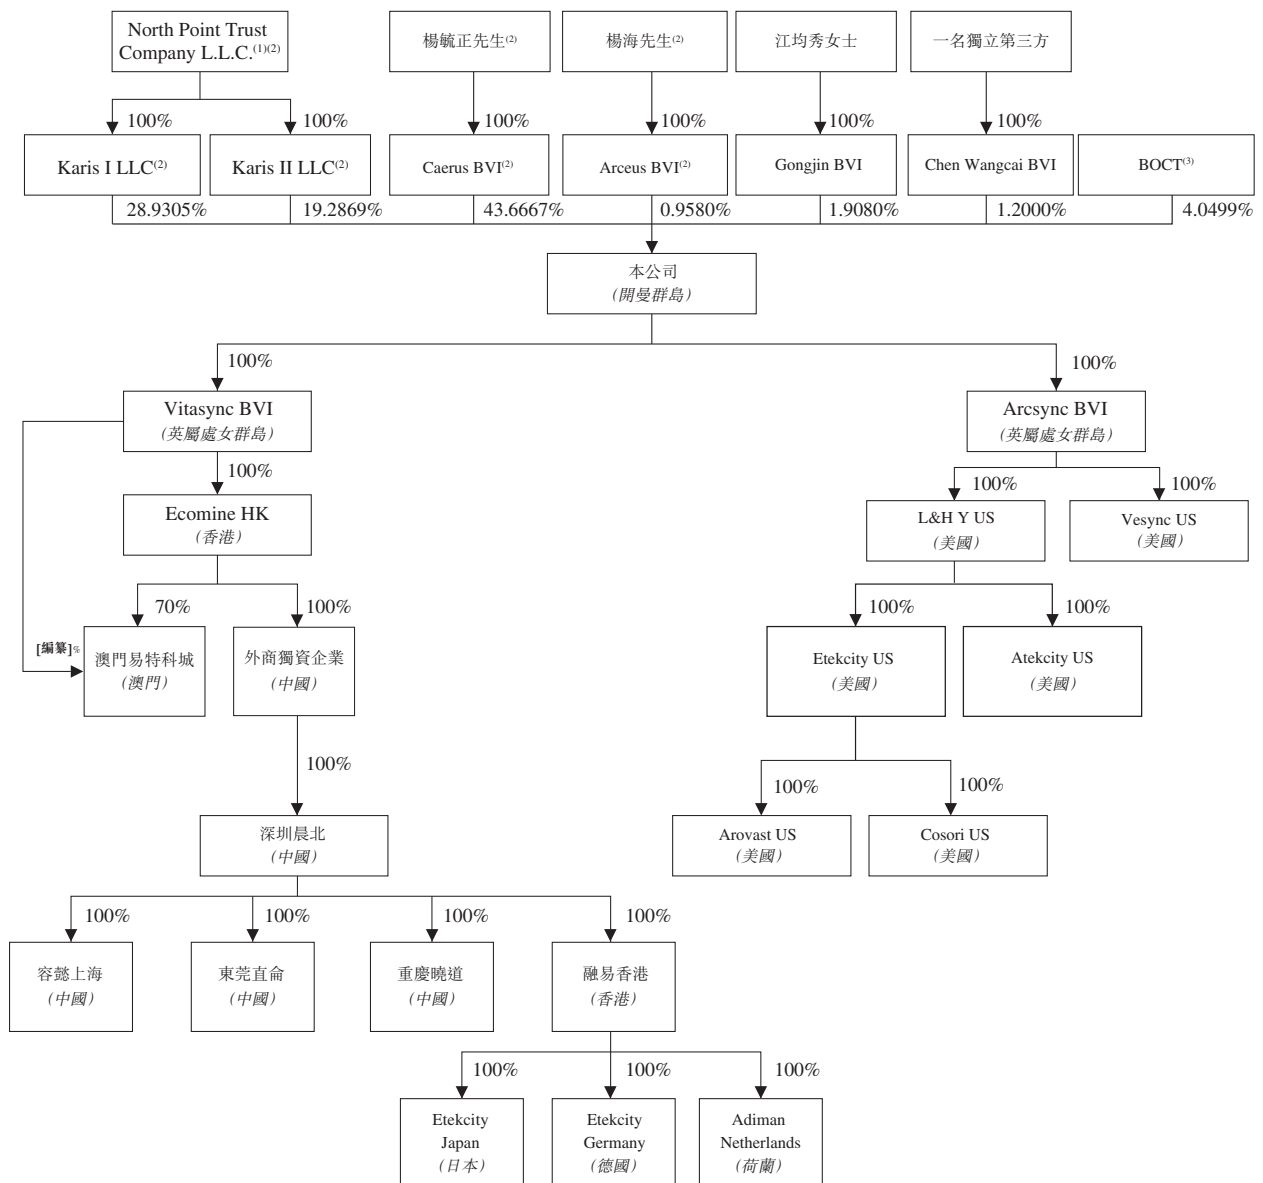 North Point Trust
Company L.L.C.(1)(2)
楊毓正先生(2)
楊海先生(2)
江均秀女士
一名獨立第三方
100%
100%
100%
100%
100%
100%
Karis I LLC(2)
Karis II LLC(2)
Caerus BVI(2)
Arceus BVI(2)
Gongjin BVI
Chen Wangcai BVI
BOCT(3)
28.9305%
19.2869%
43.6667%
0.9580%
1.9080%
1.2000%
4.0499%
本公司
(開曼群島)
100%
100%
Vitasync BVI
(英屬處女群島)
Arcsync BVI
(英屬處女群島)
100%
100%
100%
Ecomine HK
(香港)
L&H Y US
(美國)
Vesync US
(美國)
70%
100%
100%
100%
[編纂]%
澳門易特科城
(澳門)
外商獨資企業
(中國)
Etekcity US
(美國)
Atekcity US
(美國)
100%
100%
100%
深圳晨北
(中國)
Arovast US
(美國)
Cosori US
(美國)
100%
100%
100%
100%
容懿上海
(中國)
東莞直侖
(中國)
重慶曉道
(中國)
融易香港
(香港)
100%
100%
100%
Etekcity
Japan
(日本)
Etekcity
Germany
(德國)
Adiman
Netherlands
(荷蘭)